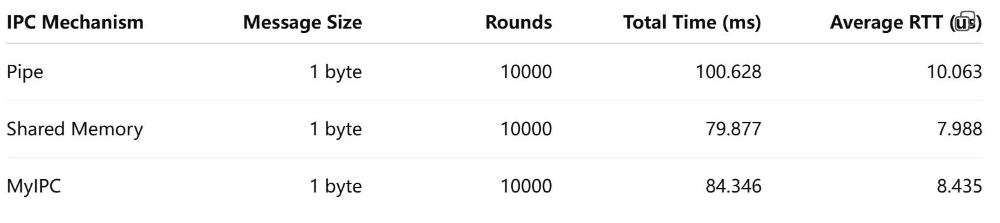 IPC Mechanism Message Size Rounds Total Time (ms) Average RTT (us)
Pipe 1 byte 10000 100.628 10.063
Shared Memory 1 byte 10000 79.877 7.988
MyIPC 1 byte 10000 84.346 8.435